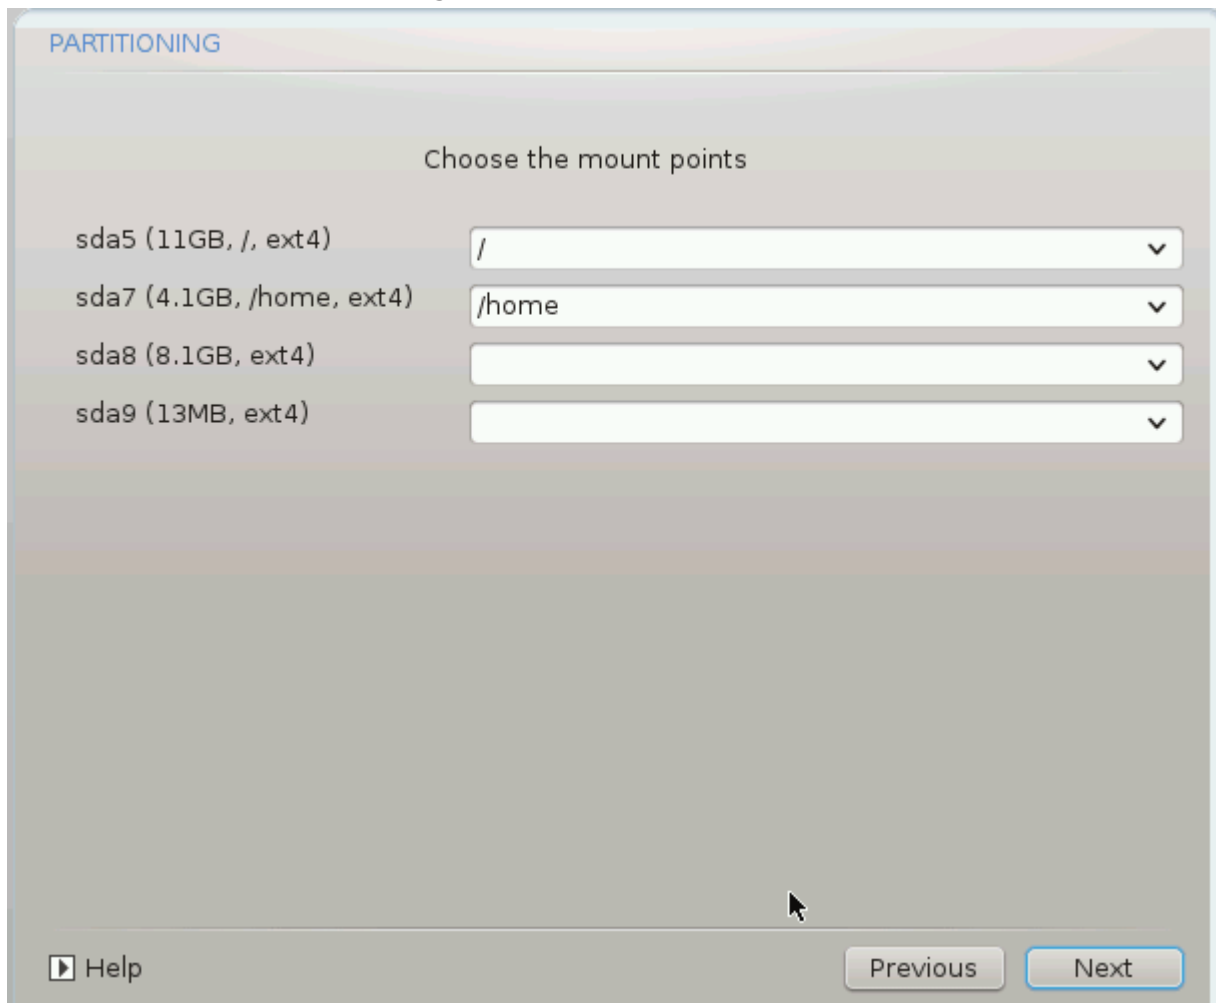 PARTITIONING
Choose the mount points
sda5 (11GB, /, ext4) /
sda7 (4.1GB, /home, ext4) /home
sda8 (8.1GB, ext4)
sda9 (13MB, ext4)
Help Previous Next